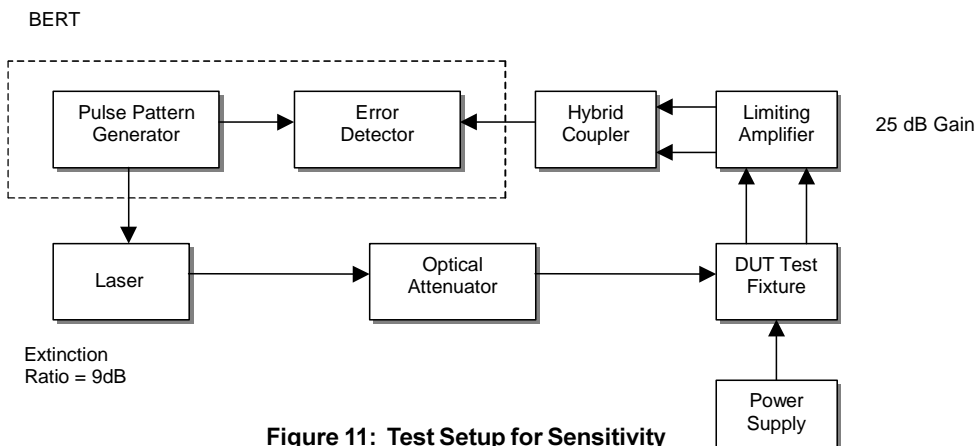 BERT
Pulse Pattern
Generator
Error
Detector
Hybrid
Coupler
Limiting
Amplifier
25 dB Gain
Laser
Optical
Attenuator
DUT Test
Fixture
Extinction
Ratio = 9dB
Power
Supply
Figure 11: Test Setup for Sensitivity